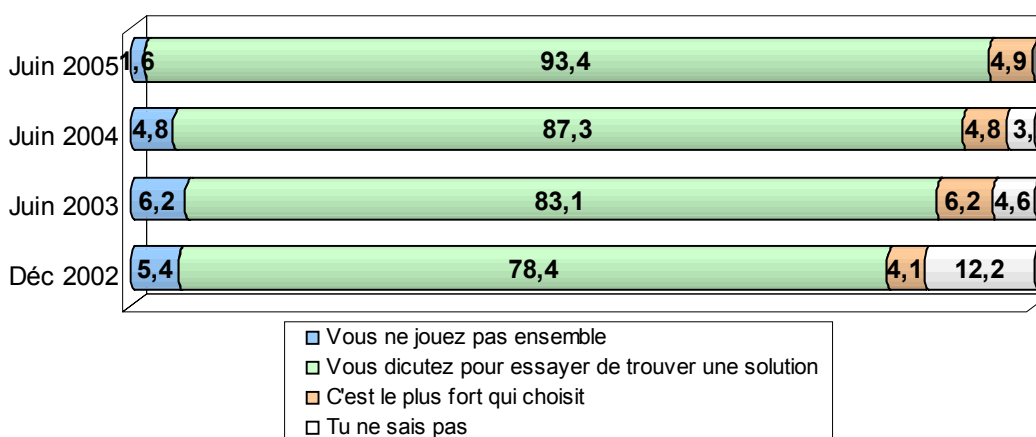 Juin 2005 1,6 93,4 4,9
Juin 2004 4,8 87,3 4,8 3,
Juin 2003 6,2 83,1 6,2 4,6
Déc 2002 5,4 78,4 4,1 12,2
Vous ne jouez pas ensemble
Vous dicutez pour essayer de trouver une solution
C'est le plus fort qui choisit
Tu ne sais pas